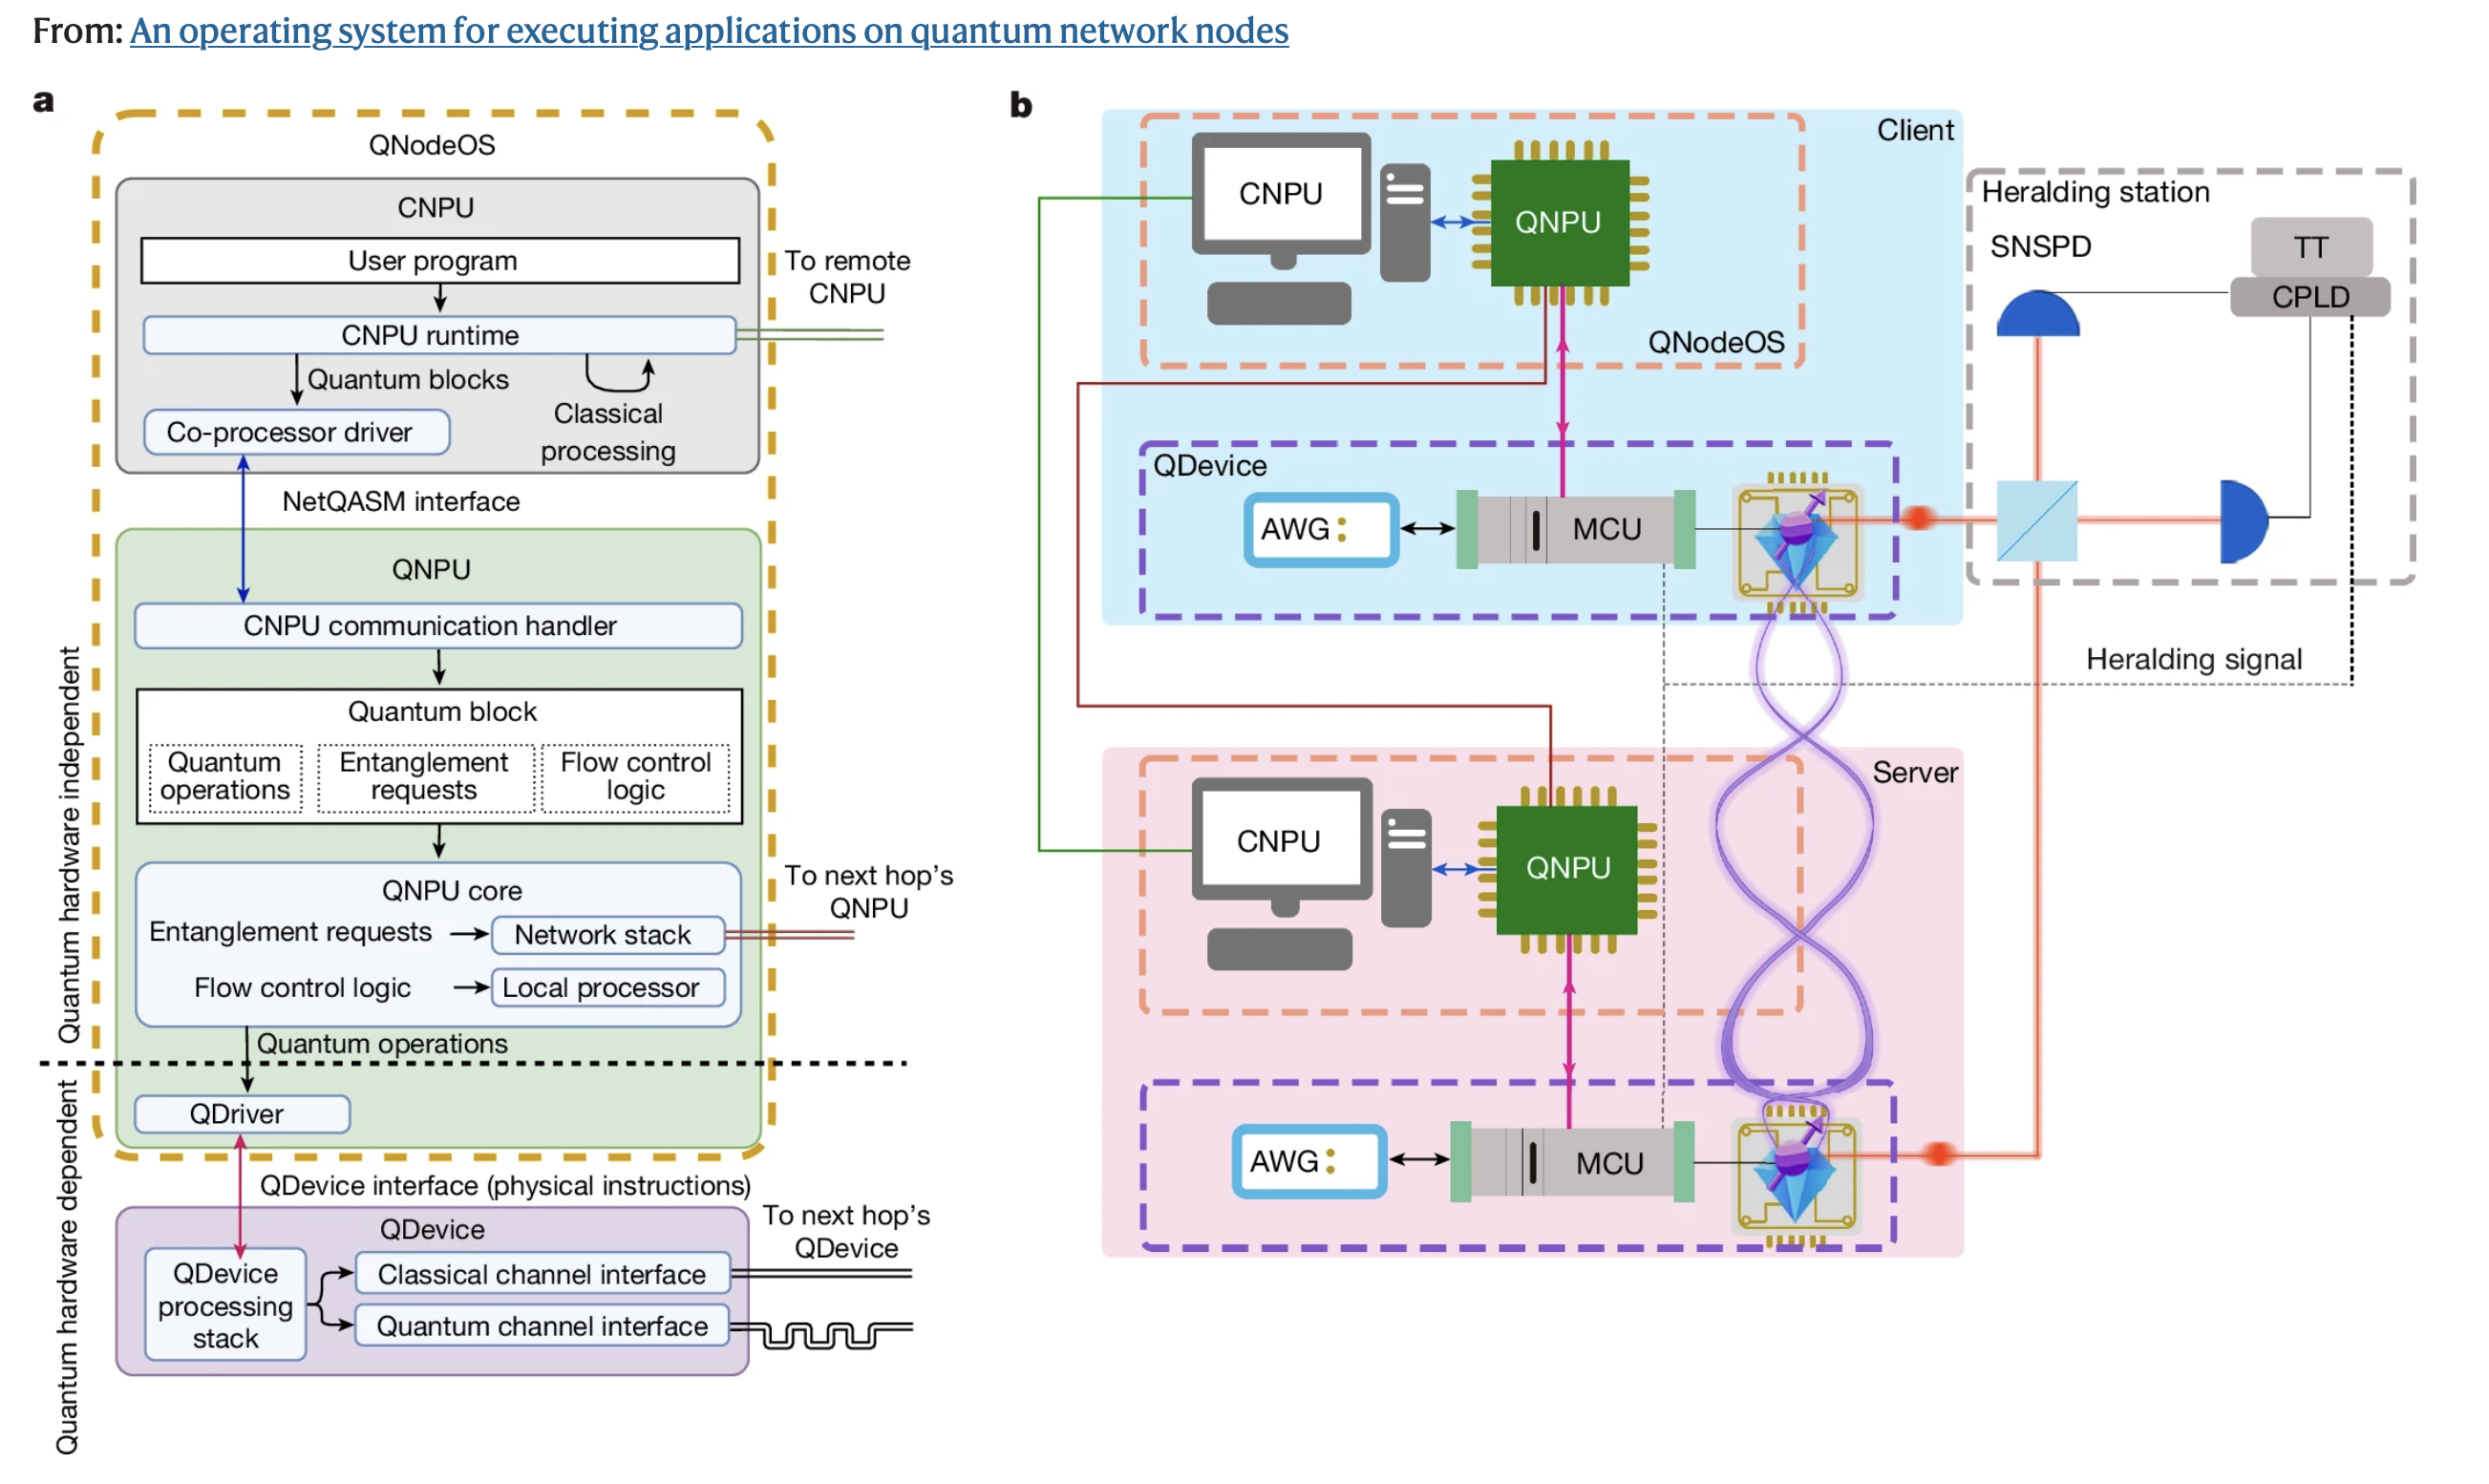 From: An operating system for executing applications on quantum network nodes
a
QNodeOS
CNPU
User program
To remote
CNPU
CNPU runtime
Quantum blocks
Classical
processing
Co-processor driver
NetQASM interface
QNPU
CNPU communication handler
Quantum block
Quantum
operations
Entanglement
requests
Flow control
logic
QNPU core
To next hop's
QNPU
Entanglement requests
Network stack
Flow control logic
Local processor
Quantum operations
QDriver
QDevice interface (physical instructions)
QDevice
To next hop's
QDevice
QDevice
processing
stack
Classical channel interface
Quantum channel interface
Quantum hardware independent
Quantum hardware dependent
b
Client
CNPU
QNPU
QNodeOS
QDevice
AWG
MCU
Heralding station
SNSPD
TT
CPLD
Heralding signal
Server
CNPU
QNPU
AWG
MCU